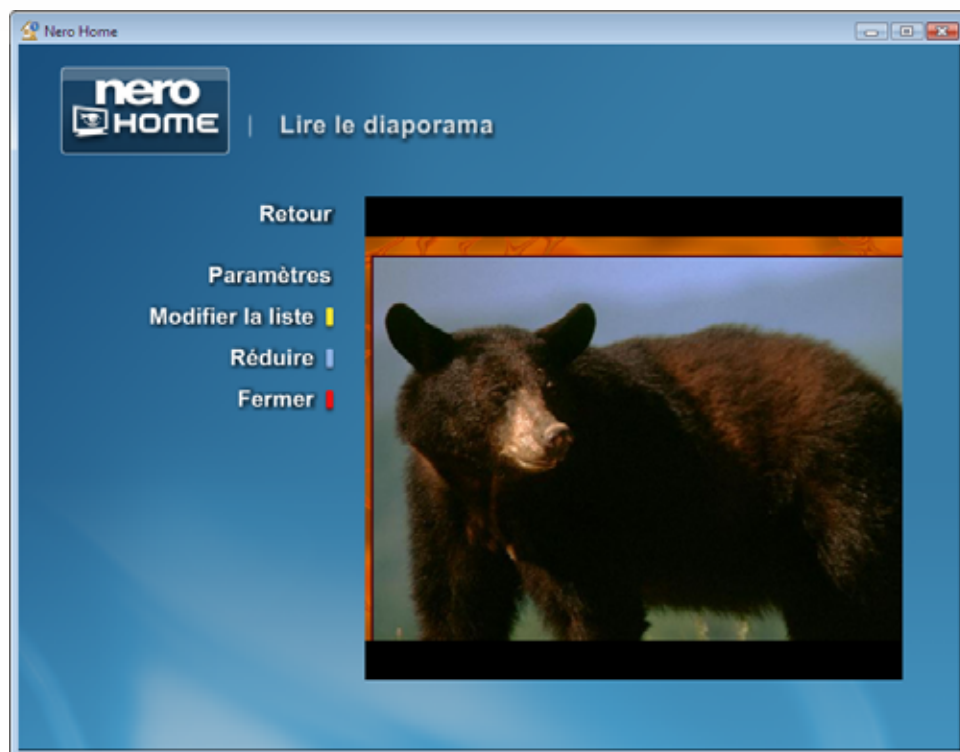 Nero Home
nero
HOME | Lire le diaporama
Retour
Paramètres
Modifier la liste
Réduire
Fermer